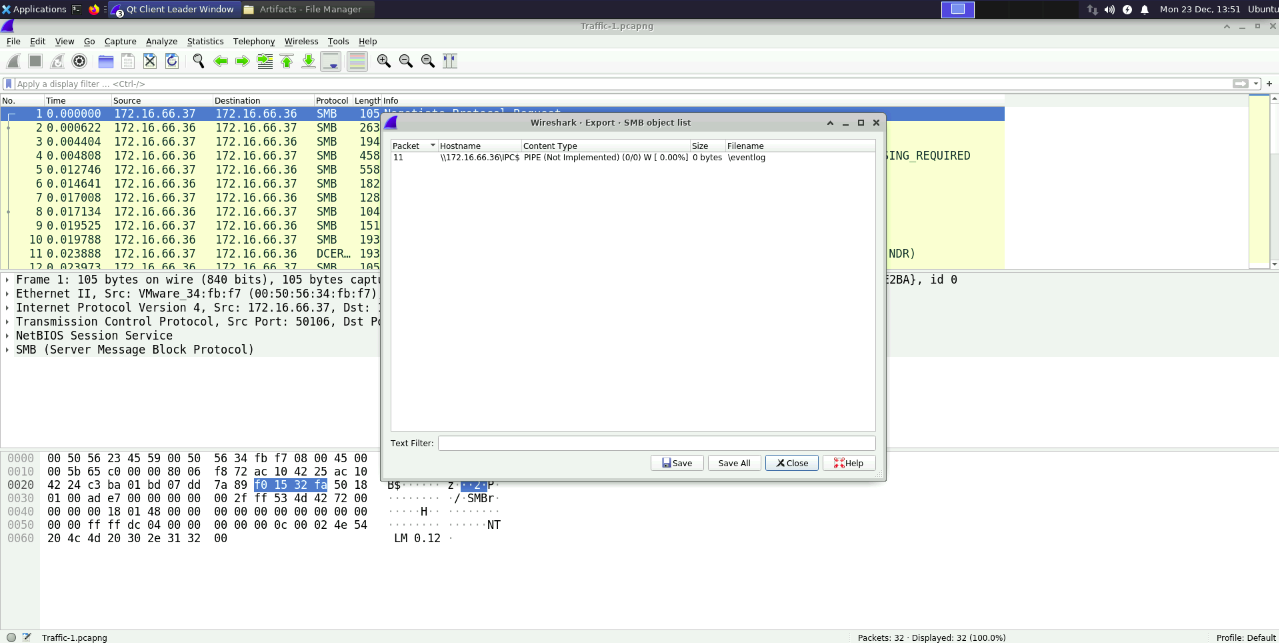 Applications Qt Client Leader Window Artifacts - File Manager Mon 23 Dec, 13:51 Ubuntu
3
Traffic-1.pcapng
File Edit View Go Capture Analyze Statistics Telephony Wireless Tools Help
Apply a display filter ... <Ctrl-/>
No. Time Source Destination Protocol Length Info
1 0.000000 172.16.66.37 172.16.66.36 SMB 105 Negotiate Protocol Request
2 0.000622 172.16.66.36 172.16.66.37 SMB 263
3 0.004404 172.16.66.37 172.16.66.36 SMB 194
4 0.004808 172.16.66.36 172.16.66.37 SMB 458 ING_REQUIRED
5 0.012746 172.16.66.37 172.16.66.36 SMB 558
6 0.014641 172.16.66.36 172.16.66.37 SMB 182
7 0.017008 172.16.66.37 172.16.66.36 SMB 128
8 0.017134 172.16.66.36 172.16.66.37 SMB 104
9 0.019525 172.16.66.37 172.16.66.36 SMB 151
10 0.019788 172.16.66.36 172.16.66.37 SMB 193
11 0.023888 172.16.66.37 172.16.66.36 DCER… 193 NDR)
12 0.023973 172.16.66.36 172.16.66.37 SMB 105
Wireshark · Export · SMB object list
Packet Hostname Content Type Size Filename
11 \\172.16.66.36\IPC$ PIPE (Not Implemented) (0/0) W [ 0.00%] 0 bytes \eventlog
Text Filter:
Save Save All Close Help
Frame 1: 105 bytes on wire (840 bits), 105 bytes captu E2BA}, id 0
Ethernet II, Src: VMware_34:fb:f7 (00:50:56:34:fb:f7)
Internet Protocol Version 4, Src: 172.16.66.37, Dst:
Transmission Control Protocol, Src Port: 50106, Dst Po
NetBIOS Session Service
SMB (Server Message Block Protocol)
0000 00 50 56 23 45 59 00 50 56 34 fb f7 08 00 45 00
0010 00 5b 65 c0 00 00 80 06 f8 72 ac 10 42 25 ac 10
0020 42 24 c3 ba 01 bd 07 dd 7a 89 f0 15 32 fa 50 18 B$······ z···2·P·
0030 01 00 ad e7 00 00 00 00 00 2f ff 53 4d 42 72 00 ········ ·/·SMBr·
0040 00 00 00 18 01 48 00 00 00 00 00 00 00 00 00 00 ·····H·· ········
0050 00 00 ff ff dc 04 00 00 00 00 00 0c 00 02 4e 54 ········ ······NT
0060 20 4c 4d 20 30 2e 31 32 00 LM 0.12 ·
Traffic-1.pcapng Packets: 32 · Displayed: 32 (100.0%) Profile: Default